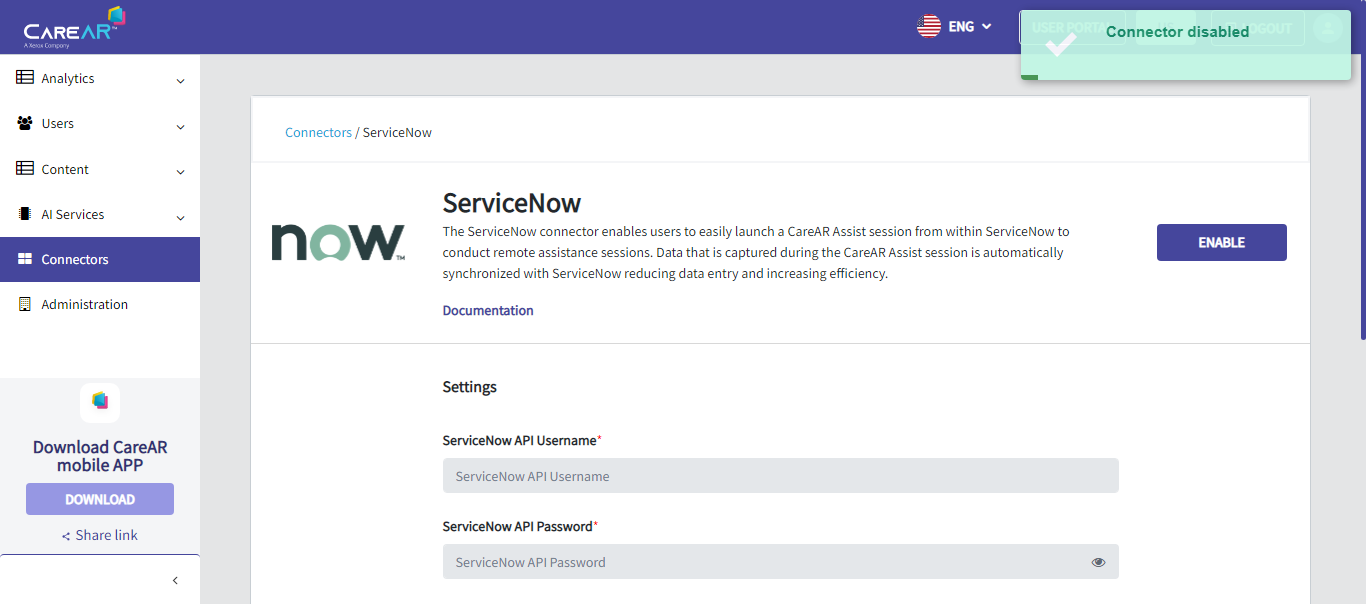 CAREAR™
A Xerox Company
ENG
USER PORTAL
LOGOUT
Connector disabled
Analytics
Users
Content
AI Services
Connectors
Administration
Download CareAR
mobile APP
DOWNLOAD
Share link
Connectors / ServiceNow
now™
ServiceNow
The ServiceNow connector enables users to easily launch a CareAR Assist session from within ServiceNow to
conduct remote assistance sessions. Data that is captured during the CareAR Assist session is automatically
synchronized with ServiceNow reducing data entry and increasing efficiency.
Documentation
ENABLE
Settings
ServiceNow API Username*
ServiceNow API Username
ServiceNow API Password*
ServiceNow API Password